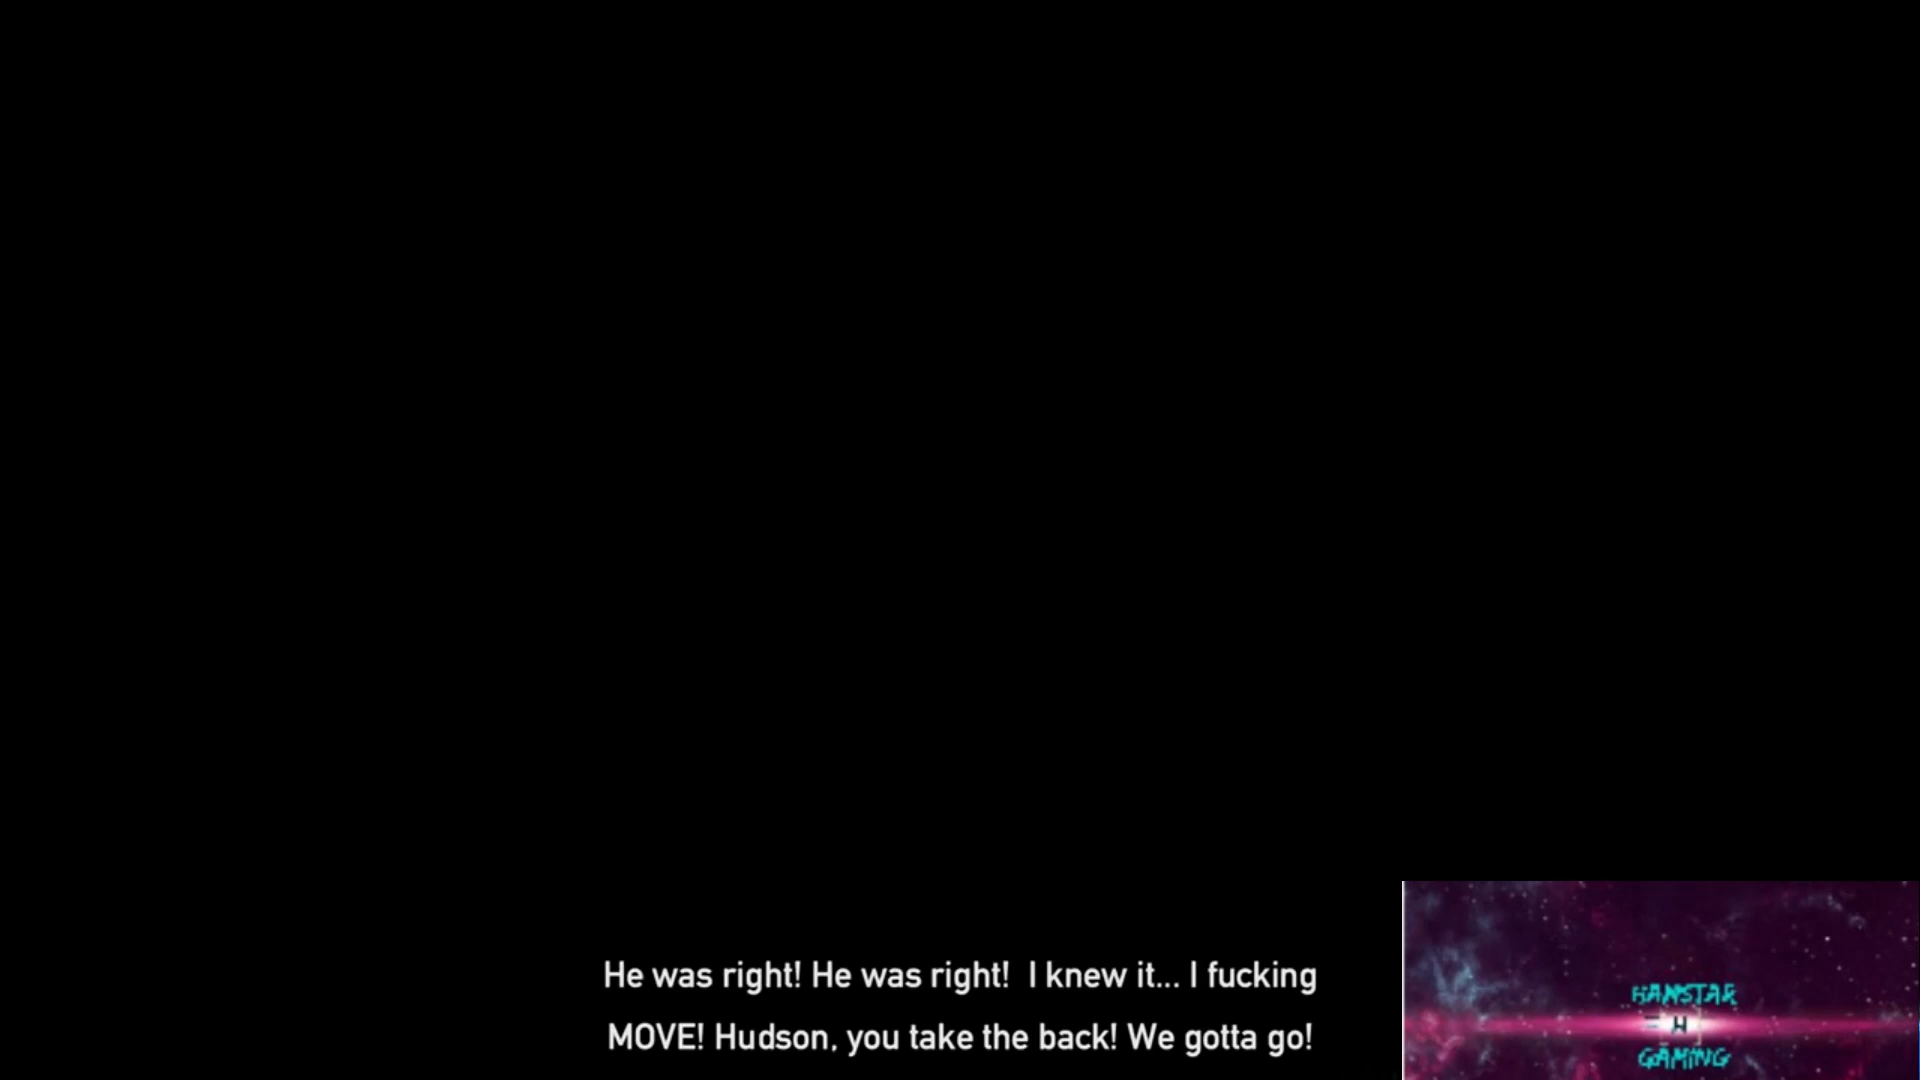 He was right! He was right!  I knew it... I fucking
MOVE! Hudson, you take the back! We gotta go!
HAMSTAR
H
GAMING